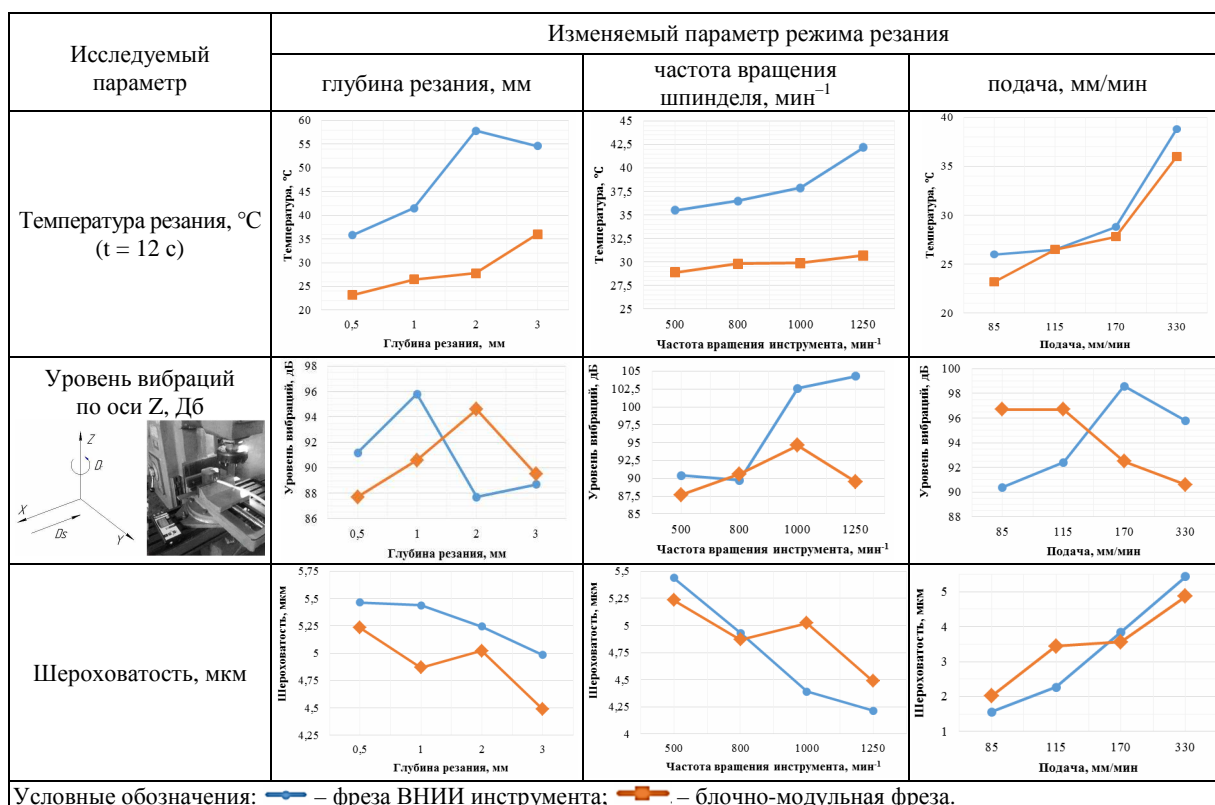 Исследуемый
параметр
Изменяемый параметр режима резания
глубина резания, мм
частота вращения
шпинделя, мин⁻¹
подача, мм/мин
Температура резания, °С
(t = 12 с)
Температура, °С
60
55
50
45
40
35
30
25
20
0,5 1 2 3
Глубина резания, мм
Температура, °С
45
42,5
40
37,5
35
32,5
30
27,5
25
500 800 1000 1250
Частота вращения инструмента, мин⁻¹
Температура, °С
40
35
30
25
20
85 115 170 330
Подача, мм/мин
Уровень вибраций
по оси Z, Дб
Z
D
X
Ds
Y
Уровень вибраций, дБ
98
96
94
92
90
88
86
0,5 1 2 3
Глубина резания, мм
Уровень вибраций, дБ
105
102,5
100
97,5
95
92,5
90
87,5
85
500 800 1000 1250
Частота вращения инструмента, мин⁻¹
Уровень вибраций, дБ
100
98
96
94
92
90
88
85 115 170 330
Подача, мм/мин
Шероховатость, мкм
Шероховатость, мкм
5,75
5,5
5,25
5
4,75
4,5
4,25
0,5 1 2 3
Глубина резания, мм
Шероховатость, мкм
5,5
5,25
5
4,75
4,5
4,25
4
500 800 1000 1250
Частота вращения инструмента, мин⁻¹
Шероховатость, мкм
5
4
3
2
1
85 115 170 330
Подача, мм/мин
Условные обозначения: – фреза ВНИИ инструмента; – блочно-модульная фреза.